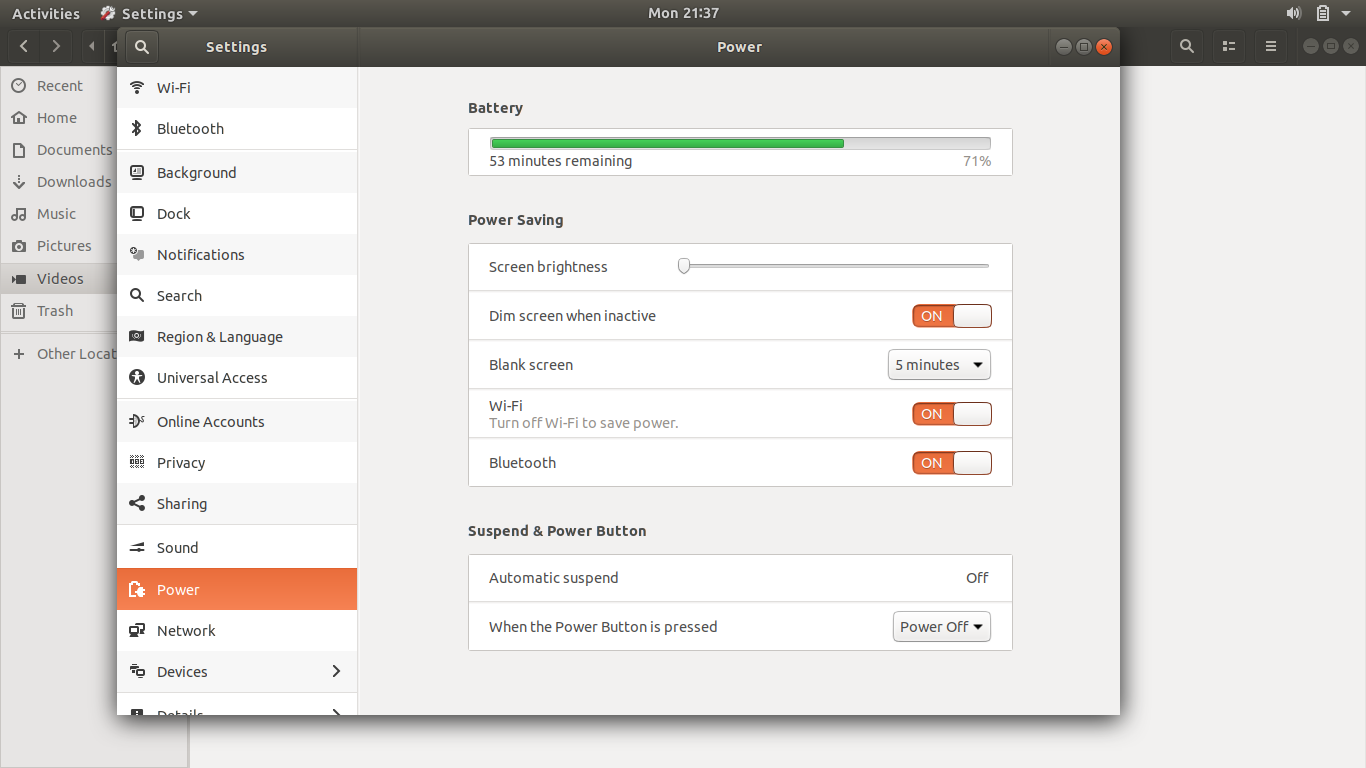 Activities
Settings
Mon 21:37
Settings
Power
Recent
Home
Documents
Downloads
Music
Pictures
Videos
Trash
Other Locat
Wi-Fi
Bluetooth
Background
Dock
Notifications
Search
Region & Language
Universal Access
Online Accounts
Privacy
Sharing
Sound
Power
Network
Devices
Details
Battery
53 minutes remaining
71%
Power Saving
Screen brightness
Dim screen when inactive
ON
Blank screen
5 minutes
Wi-Fi
Turn off Wi-Fi to save power.
ON
Bluetooth
ON
Suspend & Power Button
Automatic suspend
Off
When the Power Button is pressed
Power Off